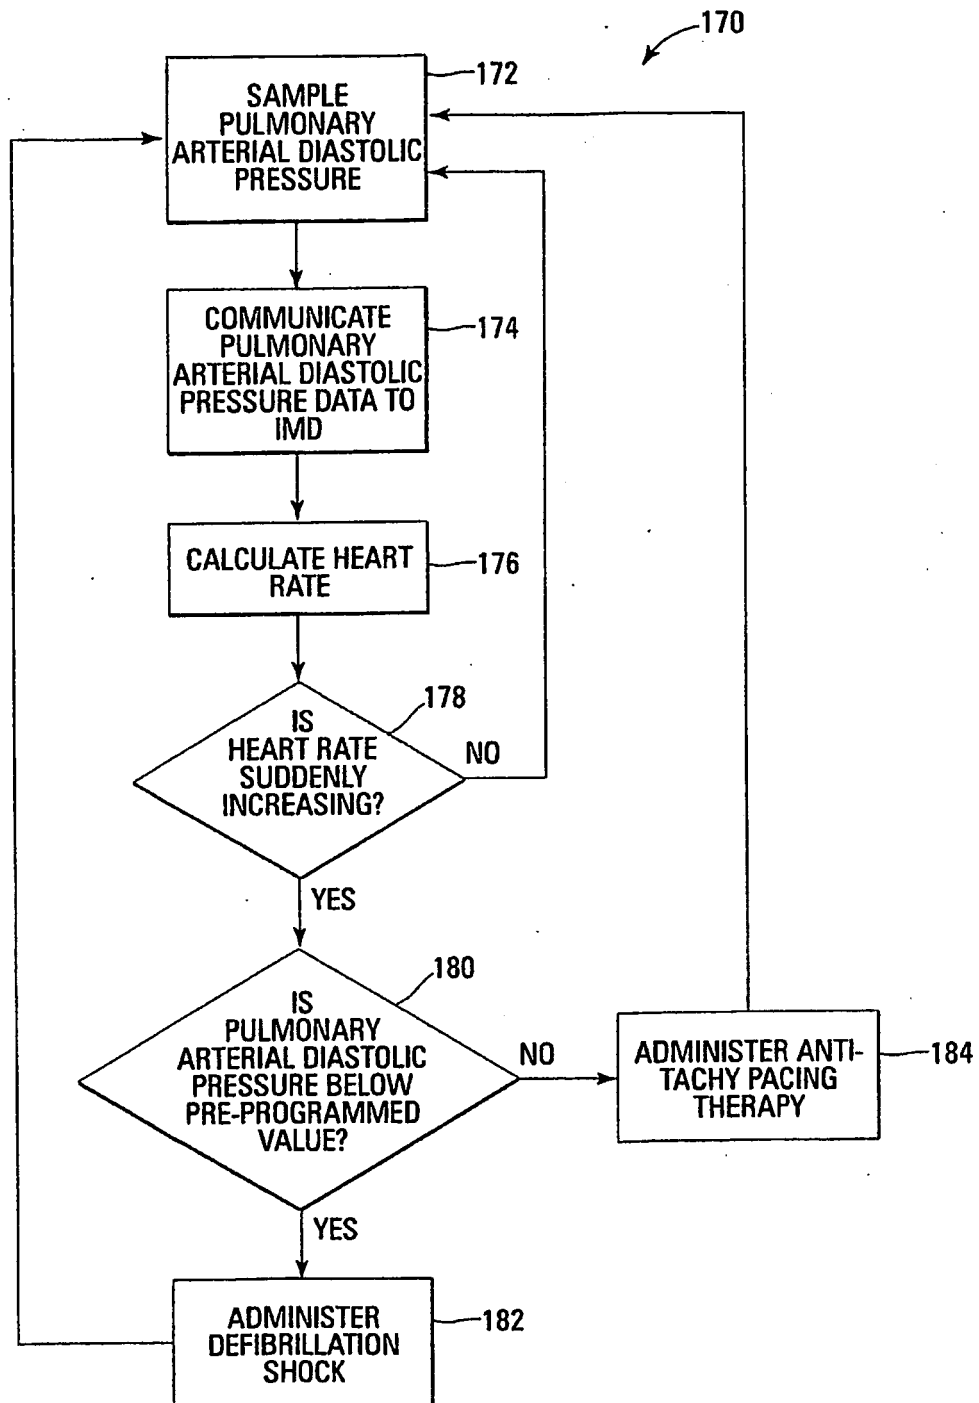 170
SAMPLE
PULMONARY
ARTERIAL DIASTOLIC
PRESSURE
172
COMMUNICATE
PULMONARY
ARTERIAL DIASTOLIC
PRESSURE DATA TO
IMD
174
CALCULATE HEART
RATE
176
IS
HEART RATE
SUDDENLY
INCREASING?
178
NO
YES
IS
PULMONARY
ARTERIAL DIASTOLIC
PRESSURE BELOW
PRE-PROGRAMMED
VALUE?
180
NO
ADMINISTER ANTI-
TACHY PACING
THERAPY
184
YES
ADMINISTER
DEFIBRILLATION
SHOCK
182